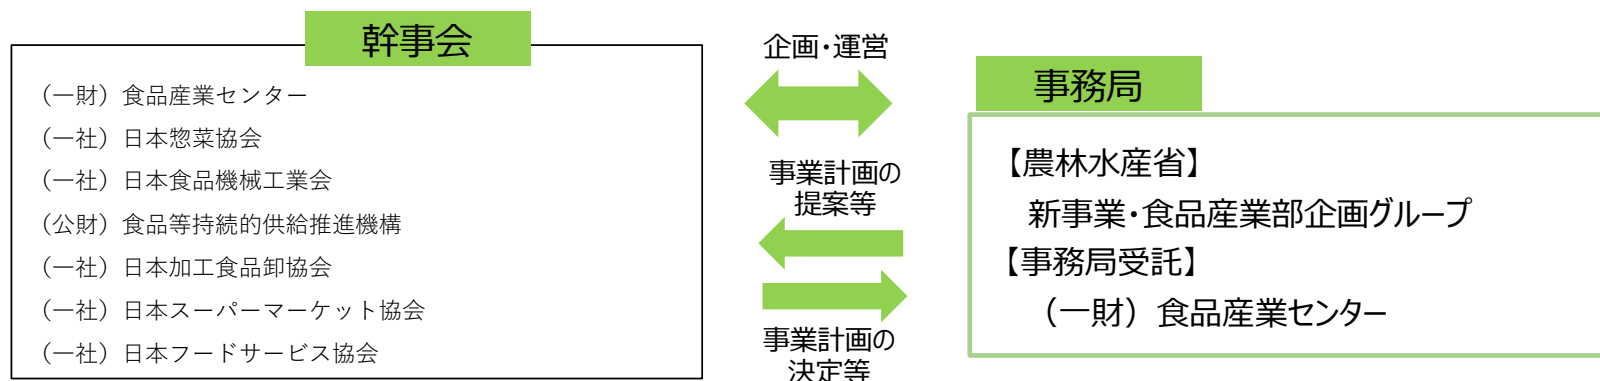 幹事会
（一財）食品産業センター
（一社）日本惣菜協会
（一社）日本食品機械工業会
（公財）食品等持続的供給推進機構
（一社）日本加工食品卸協会
（一社）日本スーパーマーケット協会
（一社）日本フードサービス協会
企画・運営
事業計画の
提案等
事業計画の
決定等
事務局
【農林水産省】
新事業・食品産業部企画グループ
【事務局受託】
（一財）食品産業センター